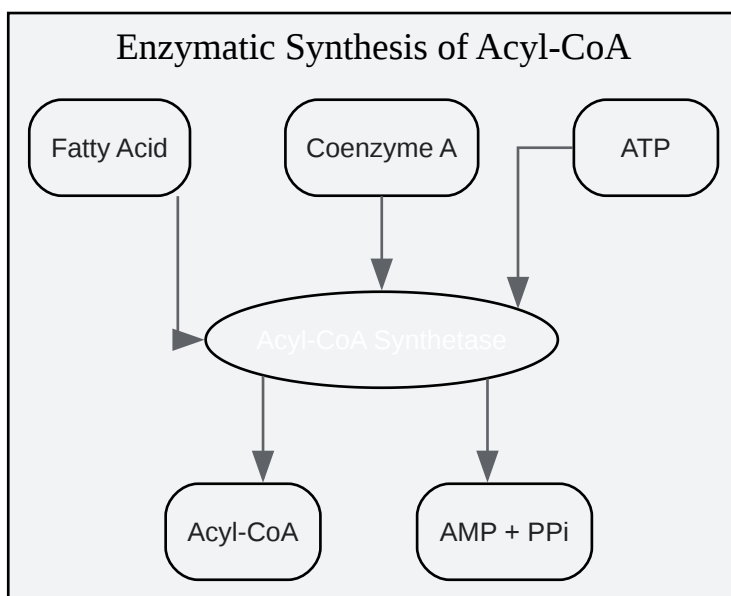 Enzymatic Synthesis of Acyl-CoA
Fatty Acid
Coenzyme A
ATP
Acyl-CoA Synthetase
Acyl-CoA
AMP + PPi